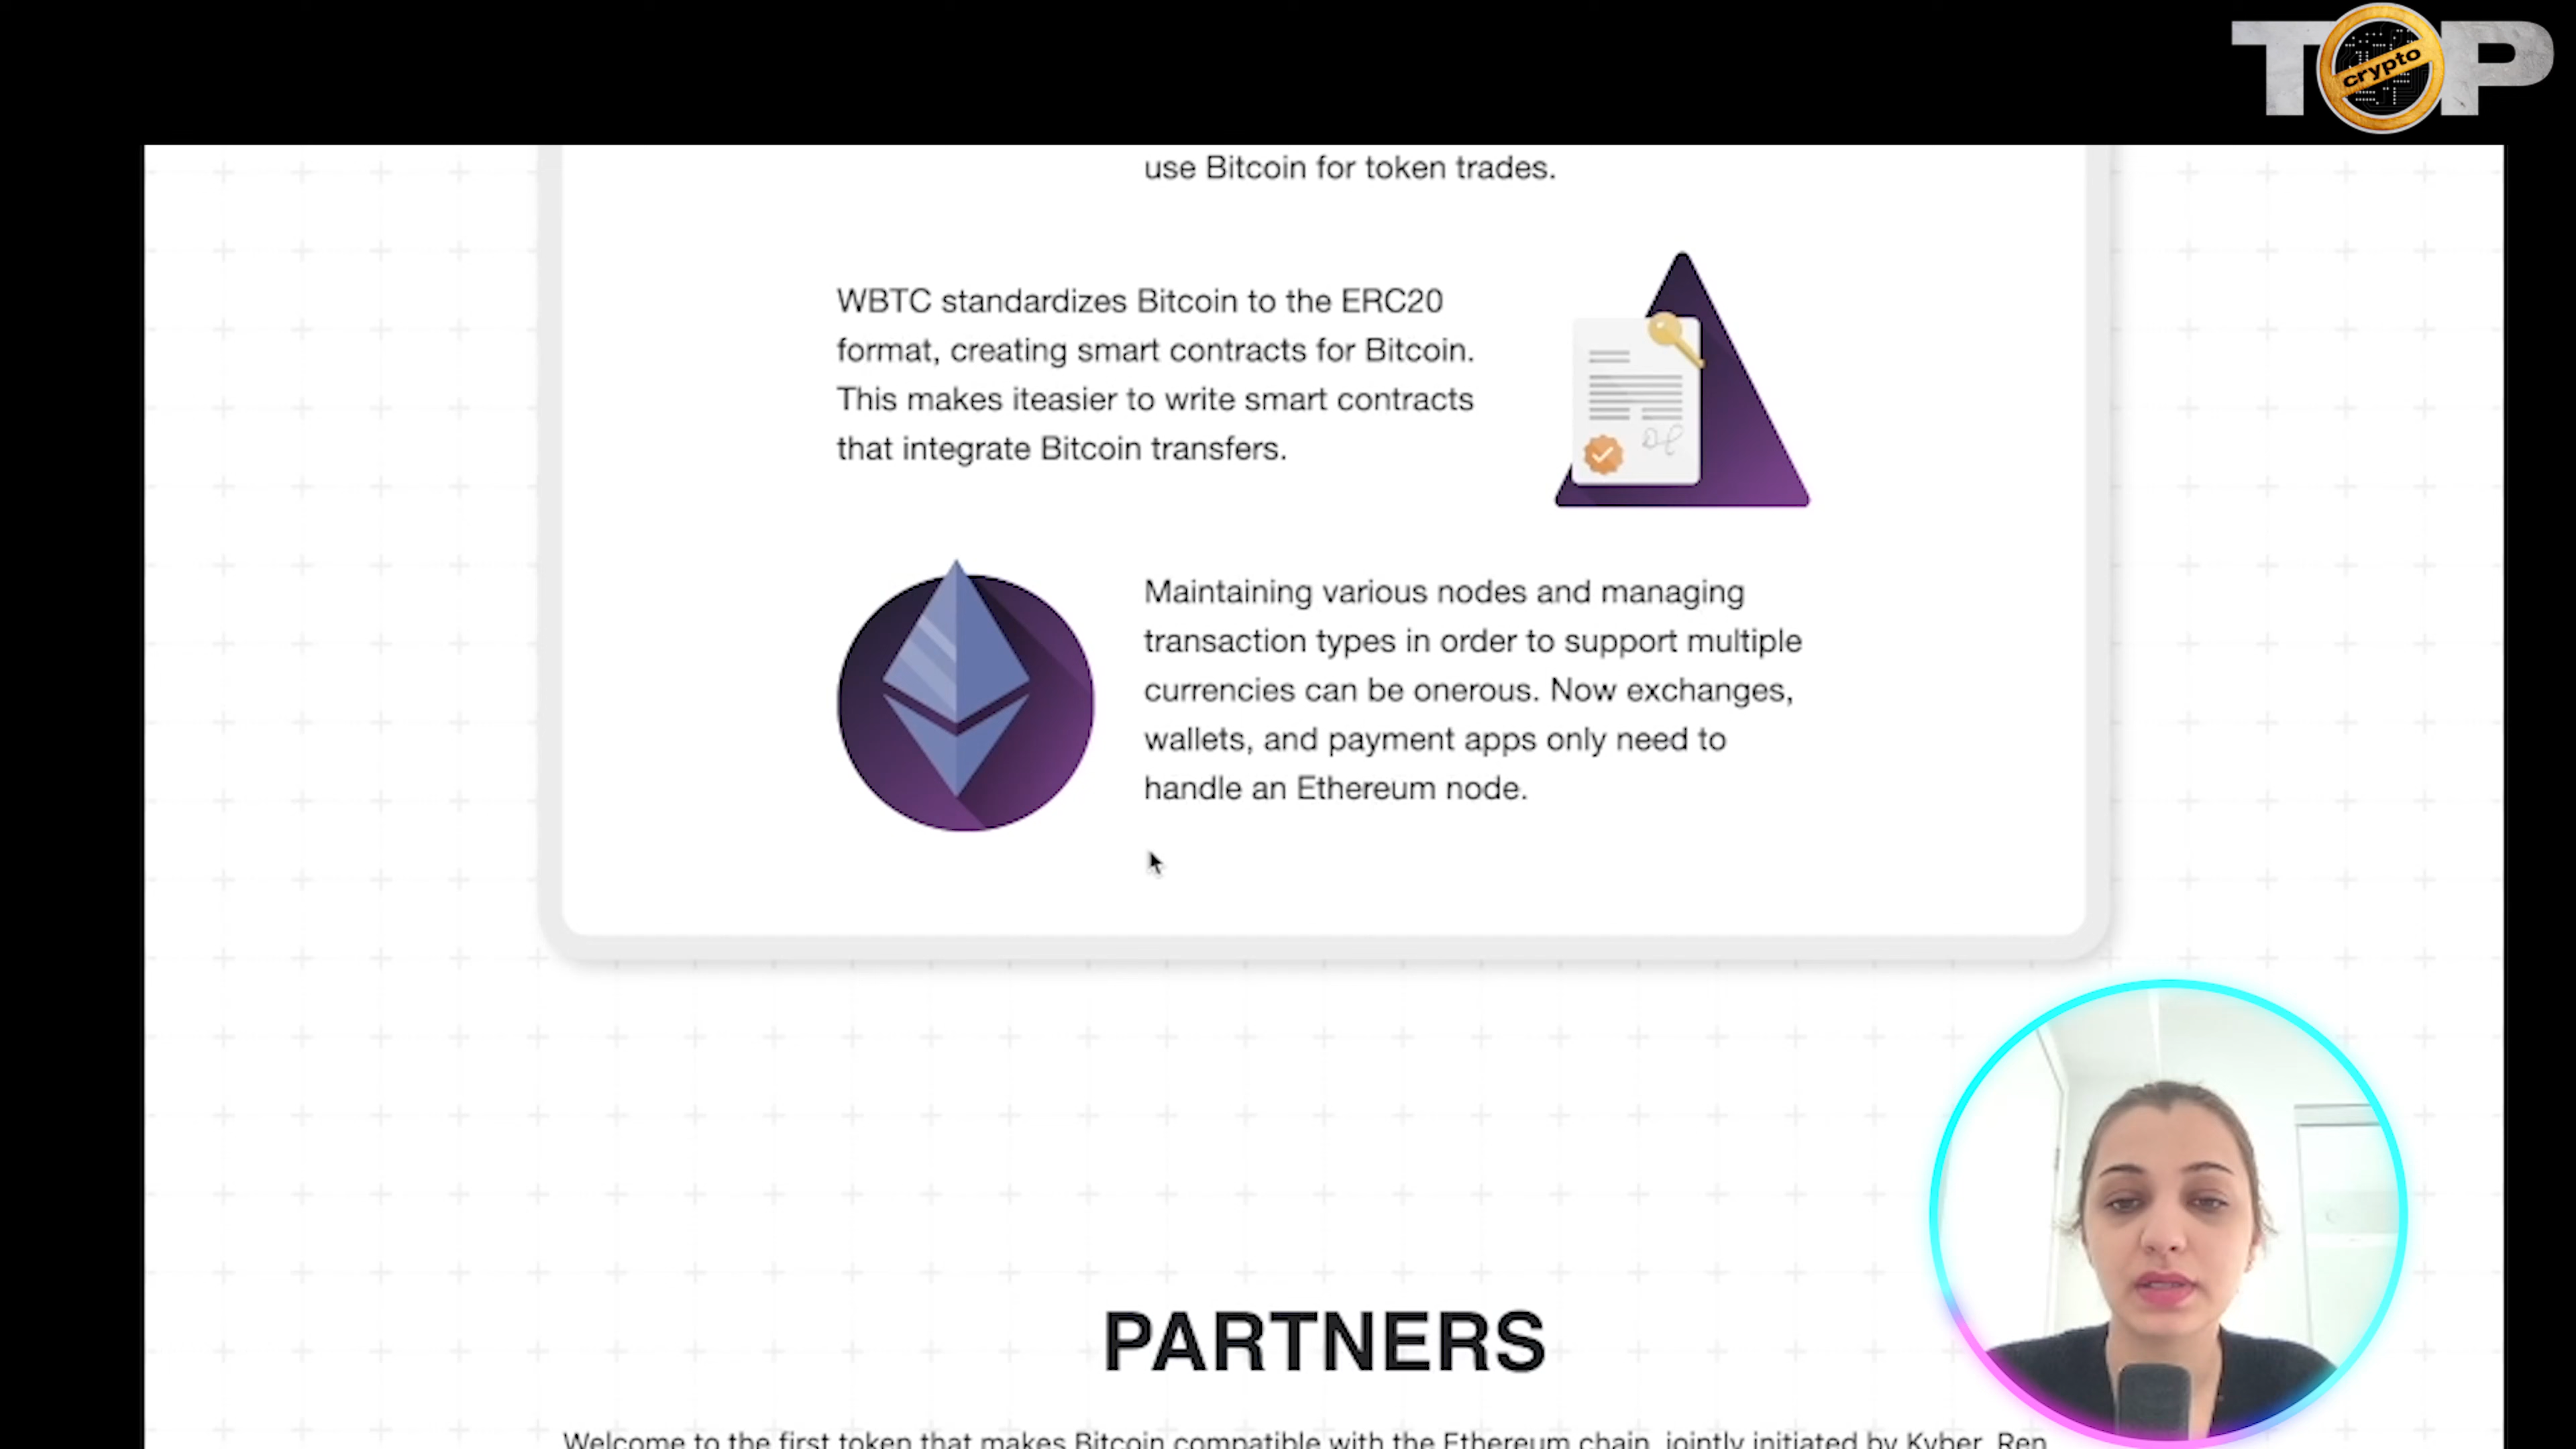 TOP
crypto
use Bitcoin for token trades.
WBTC standardizes Bitcoin to the ERC20
format, creating smart contracts for Bitcoin.
This makes iteasier to write smart contracts
that integrate Bitcoin transfers.
Maintaining various nodes and managing
transaction types in order to support multiple
currencies can be onerous. Now exchanges,
wallets, and payment apps only need to
handle an Ethereum node.
PARTNERS
Welcome to the first token that makes Bitcoin compatible with the Ethereum chain, jointly initiated by Kyber, Ren